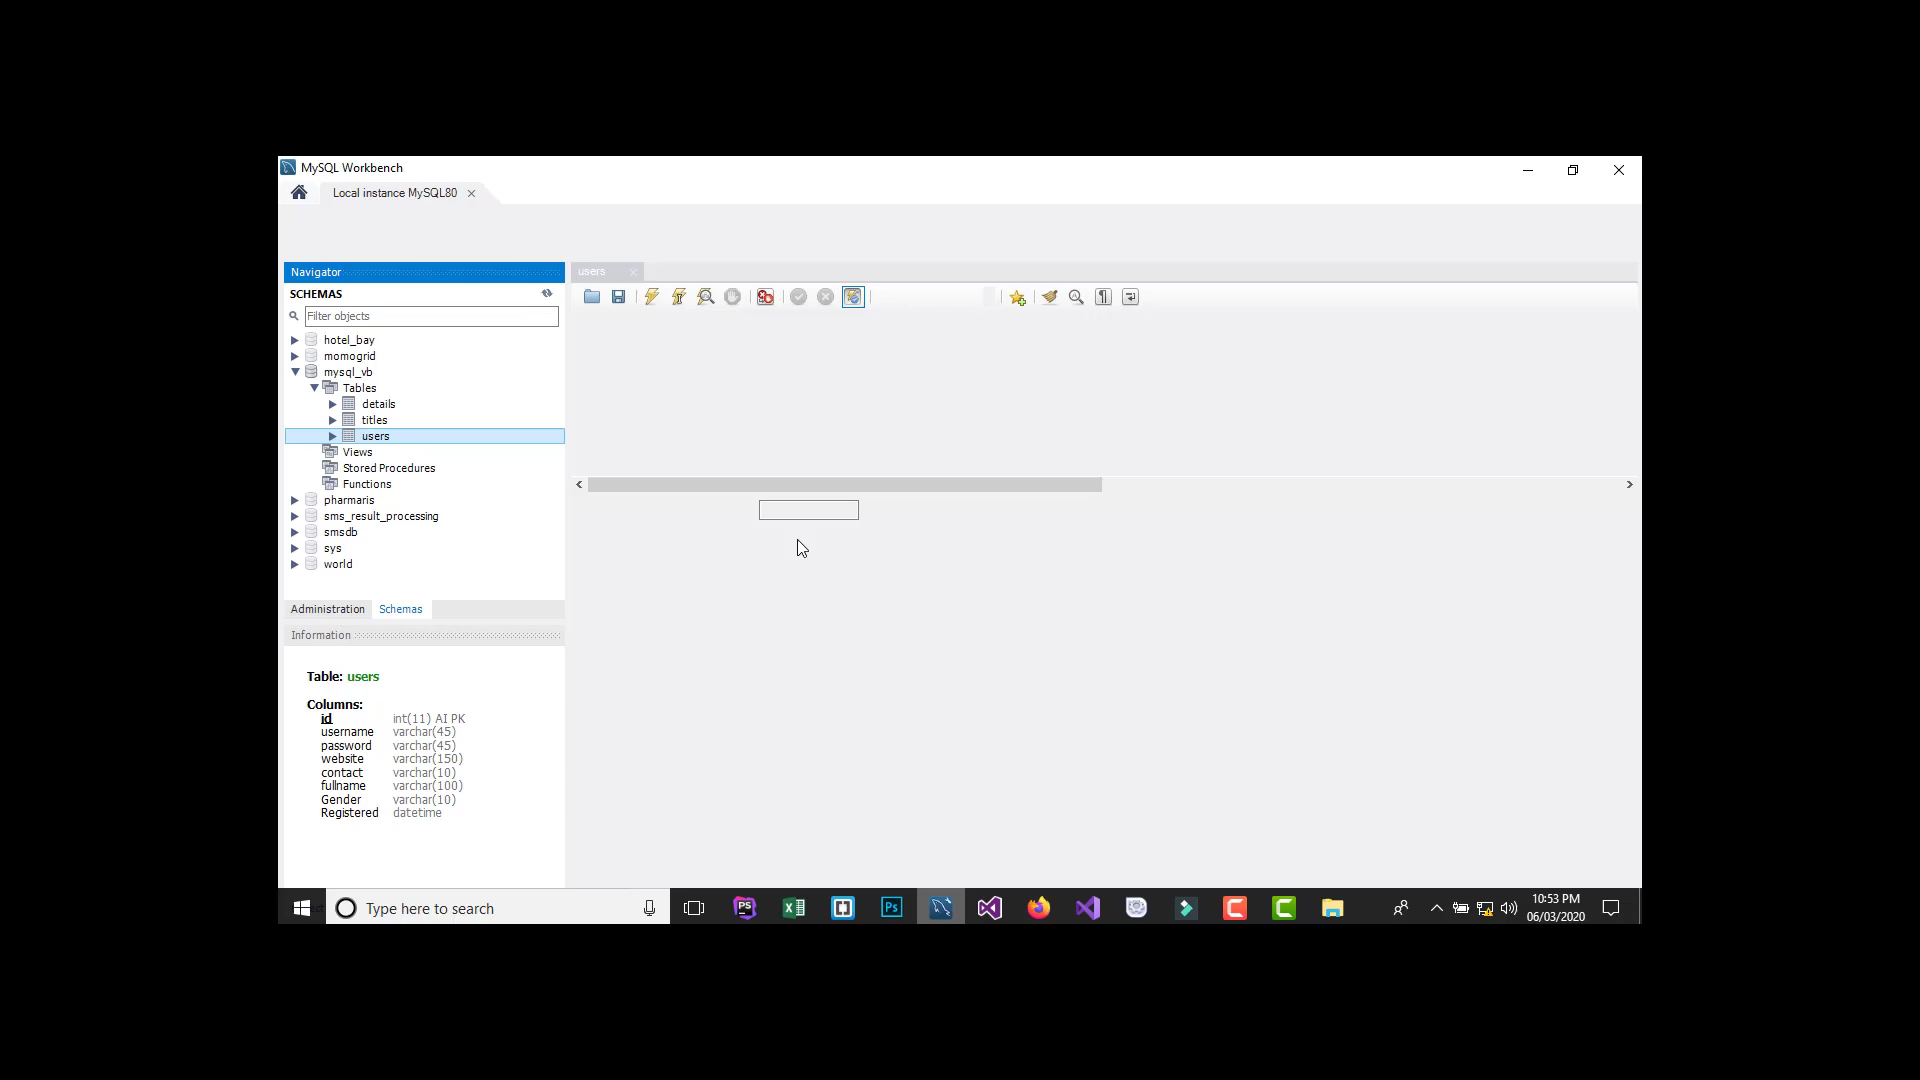 MySQL Workbench
Local instance MySQL80
Navigator
users
SCHEMAS
Filter objects
hotel_bay
momogrid
mysql_vb
Tables
details
titles
users
Views
Stored Procedures
Functions
pharmaris
sms_result_processing
smsdb
sys
world
Administration Schemas
Information
Table: users
Columns:
id int(11) AI PK
username varchar(45)
password varchar(45)
website varchar(150)
contact varchar(10)
fullname varchar(100)
Gender varchar(10)
Registered datetime
Type here to search
PS
Ps
10:53 PM
06/03/2020